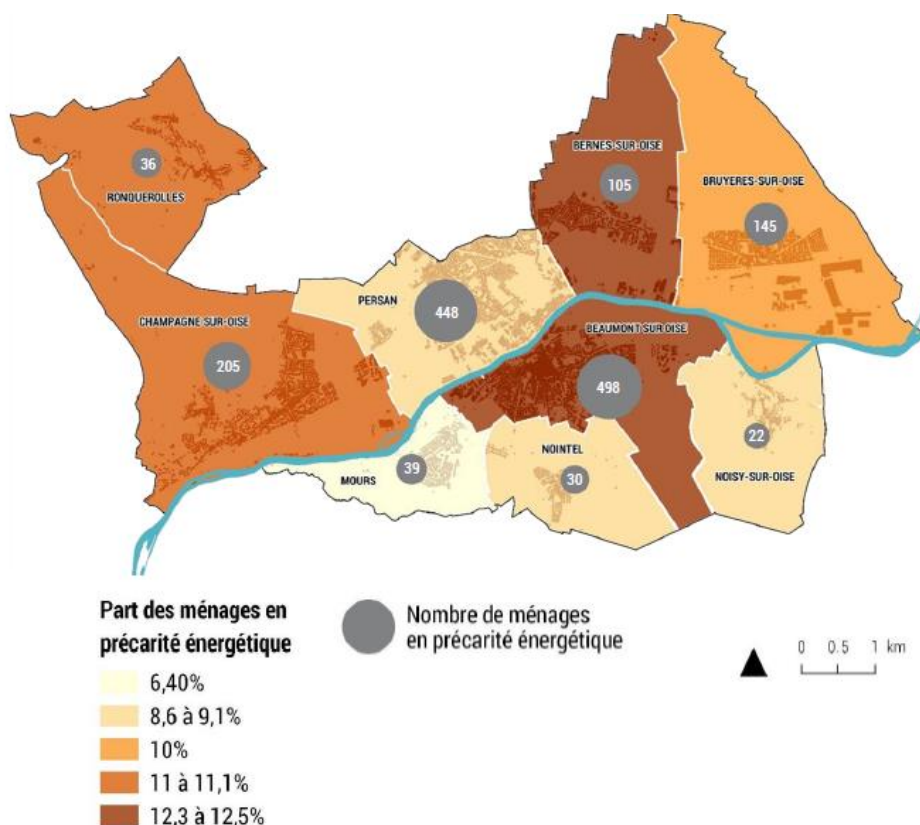 BERNES-SUR-OISE
36
105
BRUYERES-SUR-OISE
RONQUEROLLES
145
PERSAN
448
CHAMPAGNE SUR-OISE
BEAUMONT SUR OISE
205
498
22
NOINTEL
39
30
NOISY-SUR-OISE
MOURS
Part des ménages en
précarité énergétique
6,40%
8,6 à 9,1%
10%
11 à 11,1%
12,3 à 12,5%
Nombre de ménages
en précarité énergétique
0 0.5 1 km